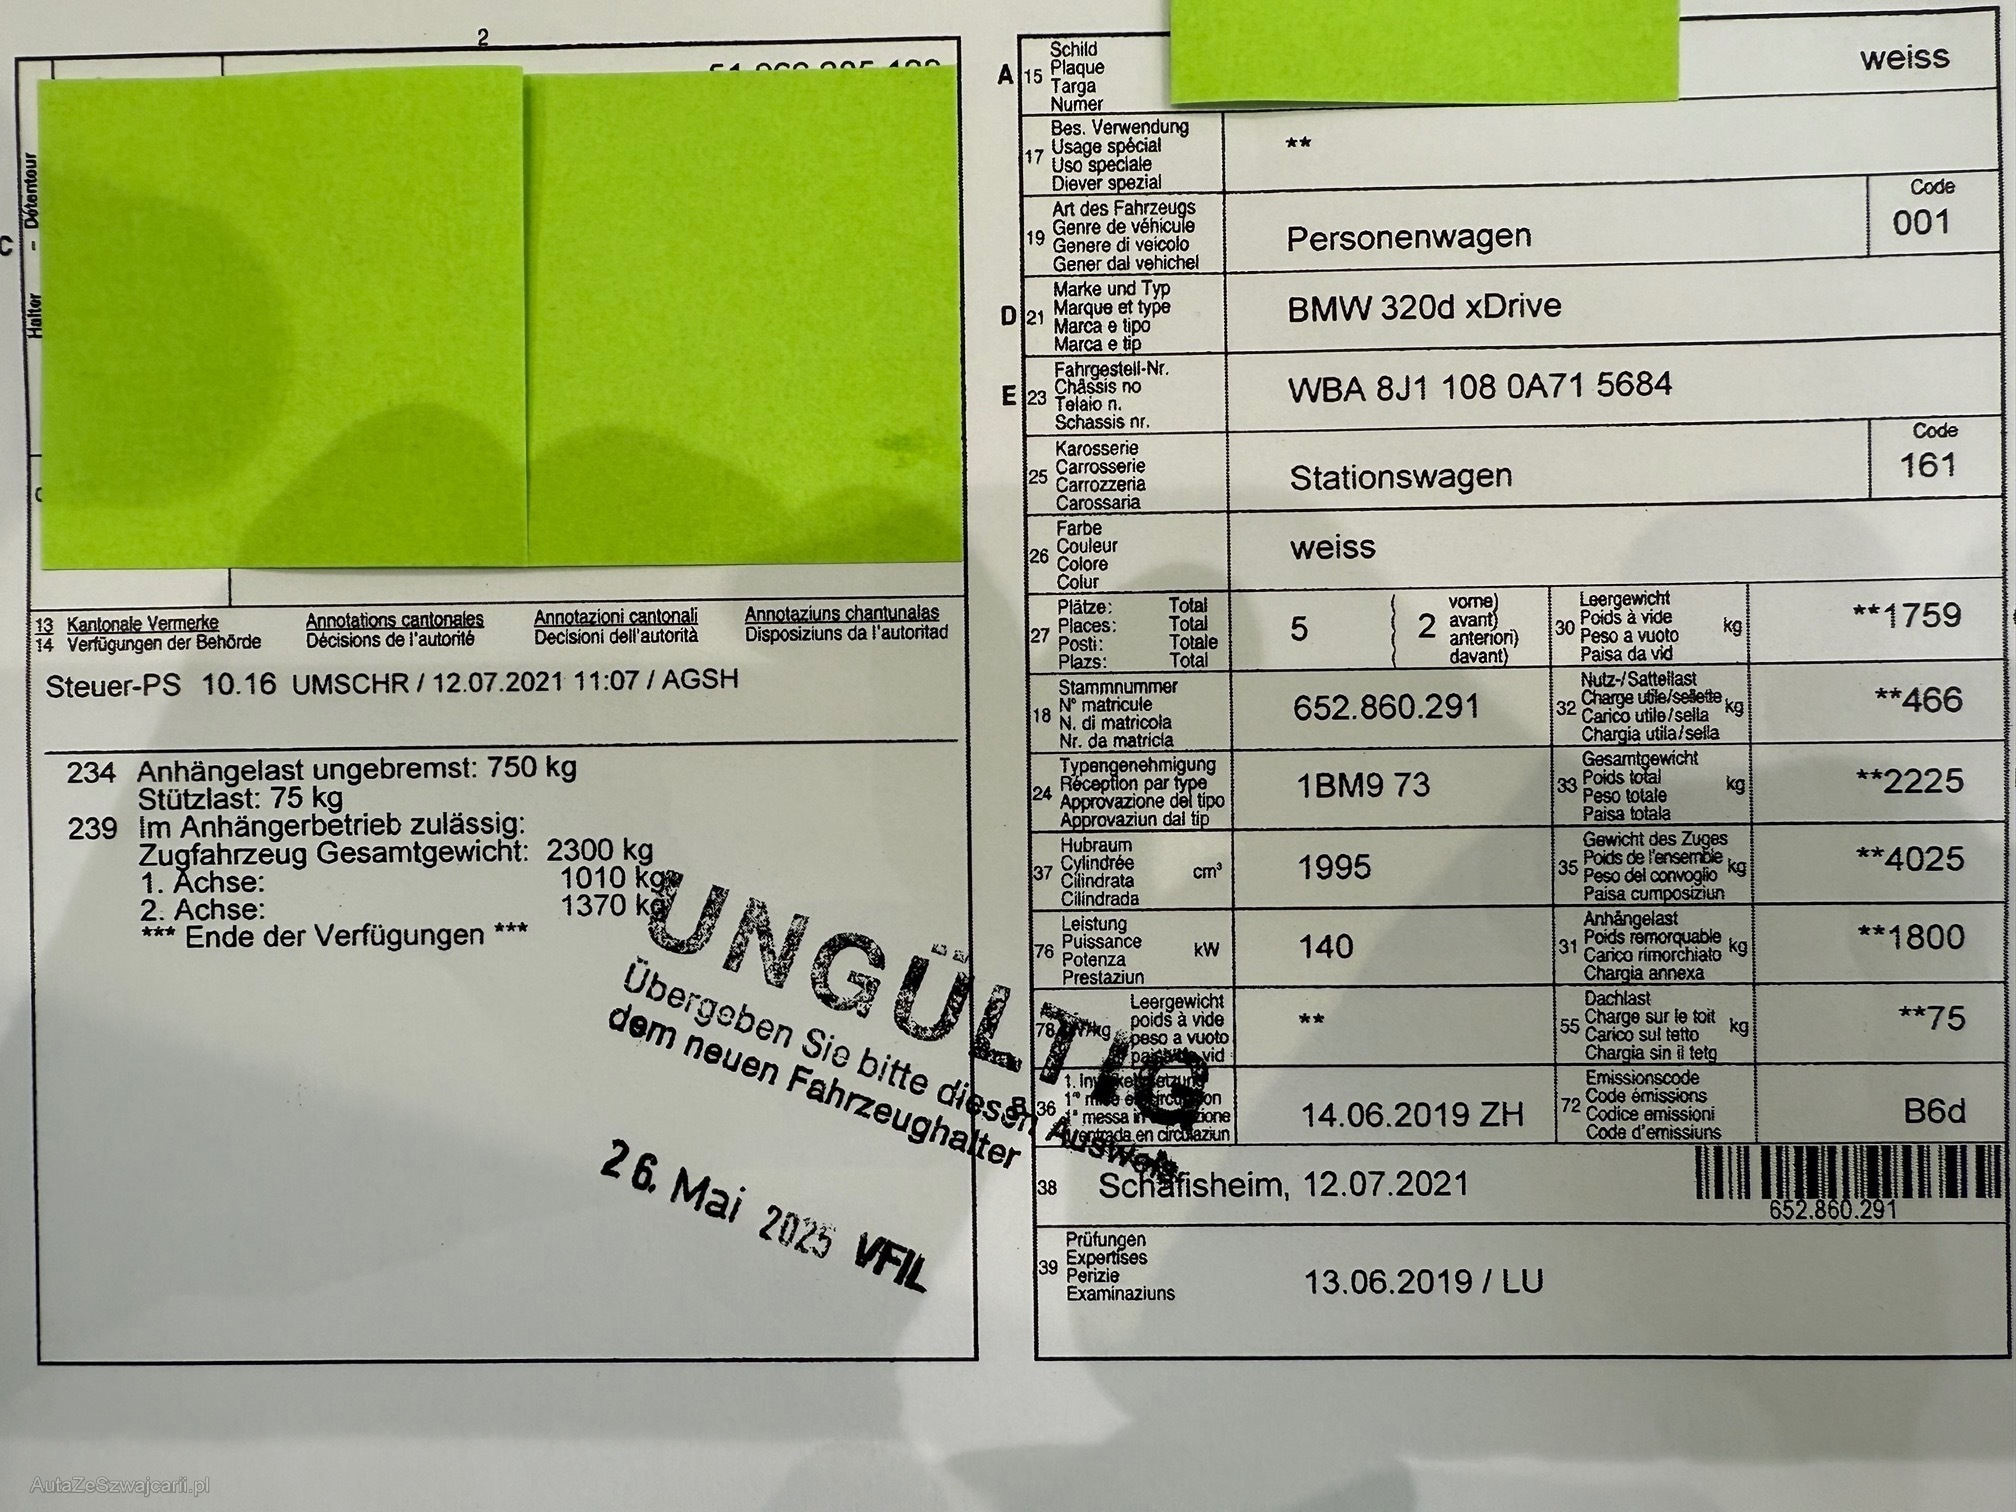 2
C
Halter - Détenteur
13 Kantonale Vermerke Annotations cantonales Annotazioni cantonali Annotaziuns chantunalas
14 Verfügungen der Behörde Décisions de l'autorité Decisioni dell'autorità Disposiziuns da l'autoritad
Steuer-PS 10.16 UMSCHR / 12.07.2021 11:07 / AGSH
234 Anhängelast ungebremst: 750 kg
Stützlast: 75 kg
239 Im Anhängerbetrieb zulässig:
Zugfahrzeug Gesamtgewicht: 2300 kg
1. Achse: 1010 kg
2. Achse: 1370 kg
*** Ende der Verfügungen ***
UNGÜLTIG
Übergeben Sie bitte diesen Ausweis
dem neuen Fahrzeughalter
26. Mai 2025 VFIL
A 15 Schild
Plaque
Targa
Numer
weiss
17 Bes. Verwendung
Usage spécial
Uso speciale
Diever spezial
**
19 Art des Fahrzeugs
Genre de véhicule
Genere di veicolo
Gener dal vehichel
Personenwagen
Code
001
D 21 Marke und Typ
Marque et type
Marca e tipo
Marca e tip
BMW 320d xDrive
E 23 Fahrgestell-Nr.
Châssis no
Telaio n.
Schassis nr.
WBA 8J1 108 0A71 5684
25 Karosserie
Carrosserie
Carrozzeria
Carossaria
Stationswagen
Code
161
26 Farbe
Couleur
Colore
Colur
weiss
27 Plätze: Total
Places: Total
Posti: Totale
Plazs: Total
5
( 2 vorne)
avant)
anteriori)
davant)
30 Leergewicht
Poids à vide
Peso a vuoto
Paisa da vid
kg
**1759
18 Stammnummer
N° matricule
N. di matricola
Nr. da matricla
652.860.291
32 Nutz-/Sattellast
Charge utile/sellette
Carico utile/sella
Chargia utila/sella
kg
**466
24 Typengenehmigung
Réception par type
Approvazione del tipo
Approvaziun dal tip
1BM9 73
33 Gesamtgewicht
Poids total
Peso totale
Paisa totala
kg
**2225
37 Hubraum
Cylindrée
Cilindrata
Cilindrada
cm³
1995
35 Gewicht des Zuges
Poids de l'ensemble
Peso del convoglio
Paisa cumposiziun
kg
**4025
76 Leistung
Puissance
Potenza
Prestaziun
kW
140
31 Anhängelast
Poids remorquable
Carico rimorchiato
Chargia annexa
kg
**1800
78 Leergewicht
poids à vide
peso a vuoto
vid
**
55 Dachlast
Charge sur le toit
Carico sul tetto
Chargia sin il tetg
kg
**75
36
14.06.2019 ZH
72 Emissionscode
Code émissions
Codice emissioni
Code d'emissiuns
B6d
38 Schafisheim, 12.07.2021
652.860.291
39 Prüfungen
Expertises
Perizie
Examinaziuns
13.06.2019 / LU
AutaZeSzwajcarii.pl